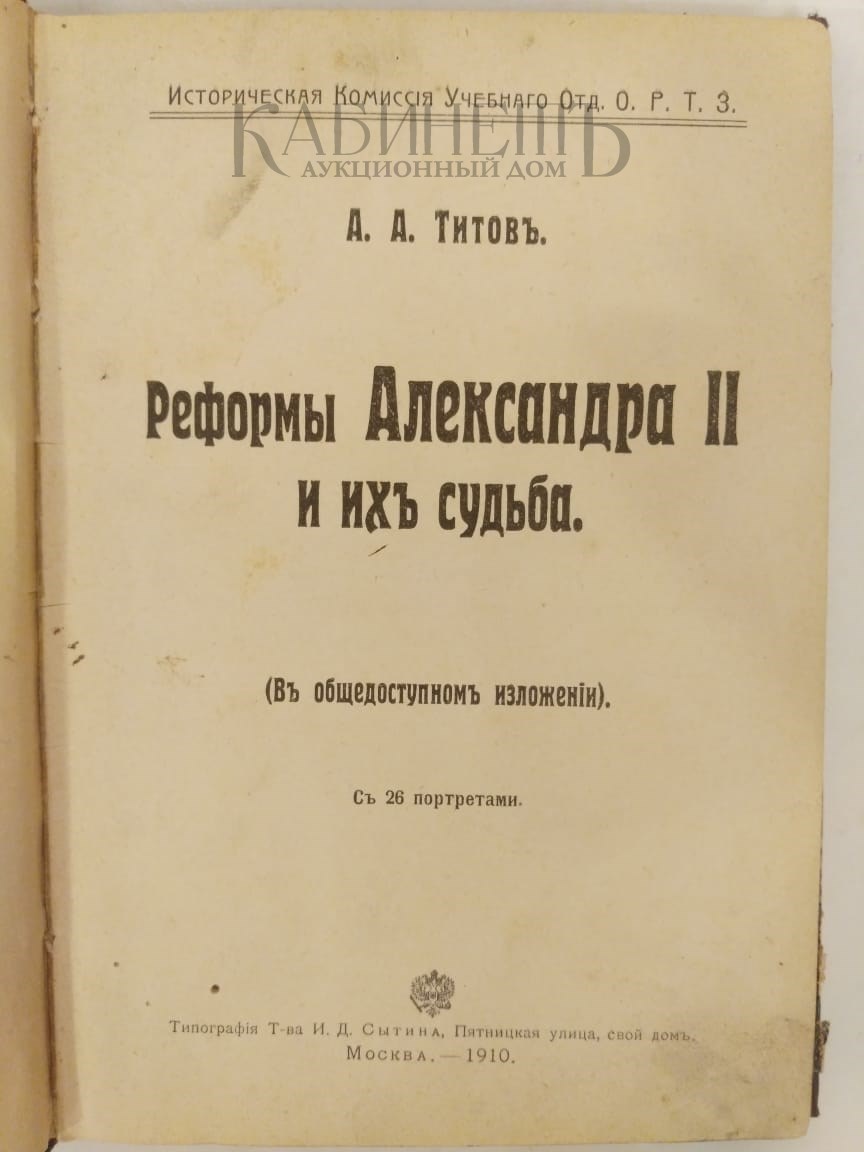 Историческая Комиссія Учебнаго Отд. О. Р. Т. З.
КАБИНЕТЪ
АУКЦИОННЫЙ ДОМ
А. А. Титовъ.
Реформы Александра II
и ихъ судьба.
(Въ общедоступномъ изложеніи).
Съ 26 портретами.
Типографія Т-ва И. Д. Сытина, Пятницкая улица, свой домъ.
Москва.—1910.